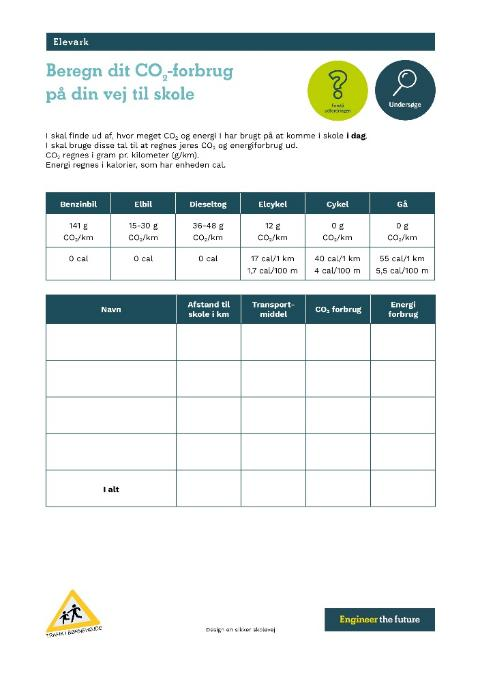 Elevark
Beregn dit CO₂-forbrug
på din vej til skole
Forstå
udfordringen
Undersøge
I skal finde ud af, hvor meget CO₂ og energi I har brugt på at komme i skole i dag.
I skal bruge disse tal til at regnes jeres CO₂ og energiforbrug ud.
CO₂ regnes i gram pr. kilometer (g/km).
Energi regnes i kalorier, som har enheden cal.
Benzinbil Elbil Dieseltog Elcykel Cykel Gå
141 g 15-30 g 36-48 g 12 g 0 g 0 g
CO₂/km CO₂/km CO₂/km CO₂/km CO₂/km CO₂/km
0 cal 0 cal 0 cal 17 cal/1 km 40 cal/1 km 55 cal/1 km
1,7 cal/100 m 4 cal/100 m 5,5 cal/100 m
Navn Afstand til skole i km Transport-middel CO₂ forbrug Energi forbrug
I alt
TRAFIK I BØRNEHØJDE
Design en sikker skolevej
Engineer the future